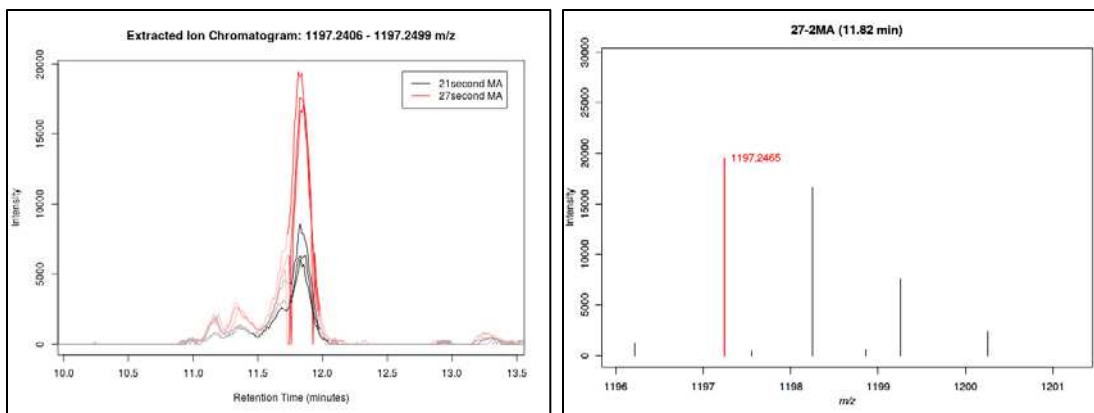 Extracted Ion Chromatogram: 1197.2406 - 1197.2499 m/z
20000
15000
10000
5000
0
Intensity
21second MA
27second MA
10.0 10.5 11.0 11.5 12.0 12.5 13.0 13.5
Retention Time (minutes)
27-2MA (11.82 min)
30000
25000
20000
15000
10000
5000
0
Intensity
1197.2465
1196 1197 1198 1199 1200 1201
m/z